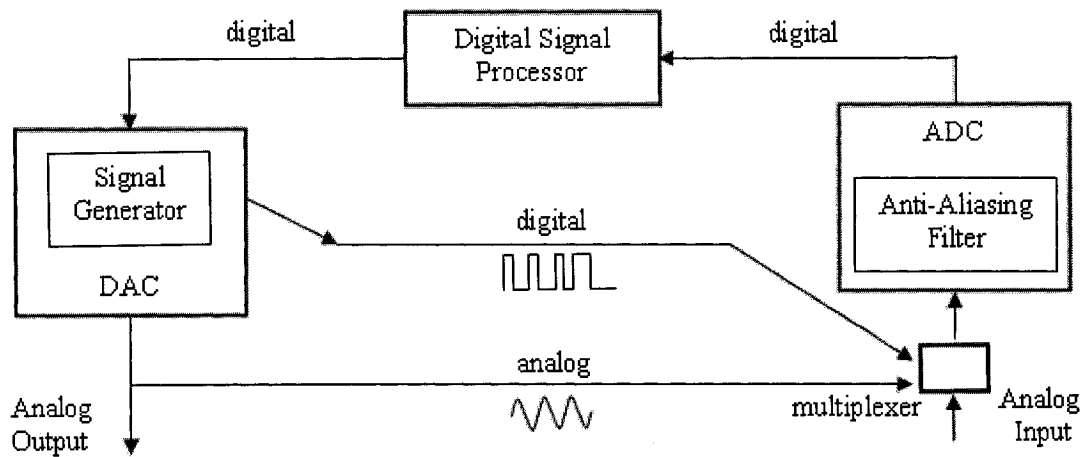 digital
Digital Signal
Processor
digital
ADC
Signal
Generator
DAC
Anti-Aliasing
Filter
digital
analog
multiplexer
Analog
Output
Analog
Input